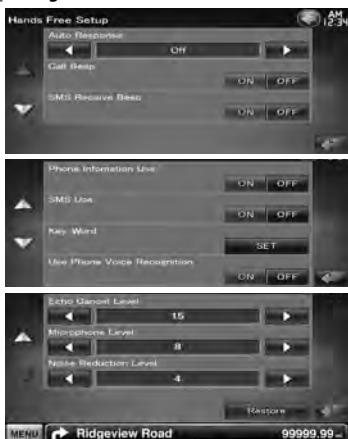 Hands Free Setup
AM
12:34
Auto Response
Off
Call Beep
ON OFF
SMS Receive Beep
ON OFF
Phone Infomation Use
ON OFF
SMS Use
ON OFF
Key Word
SET
Use Phone Voice Recognition
ON OFF
Echo Cancel Level
15
Microphone Level
8
Noise Reduction Level
4
Restore
MENU Ridgeview Road 99999.99